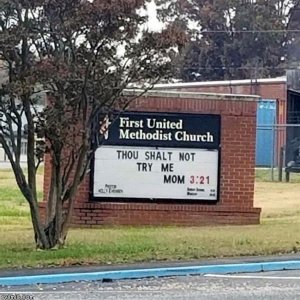 First United
Methodist Church
THOU SHALT NOT
TRY ME
MOM 3:21